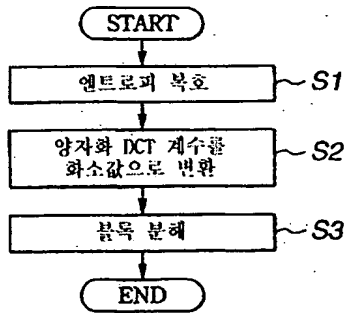 START
엔트로피 복호
S1
양자화 DCT 계수를
화소값으로 변환
S2
블록 분해
S3
END